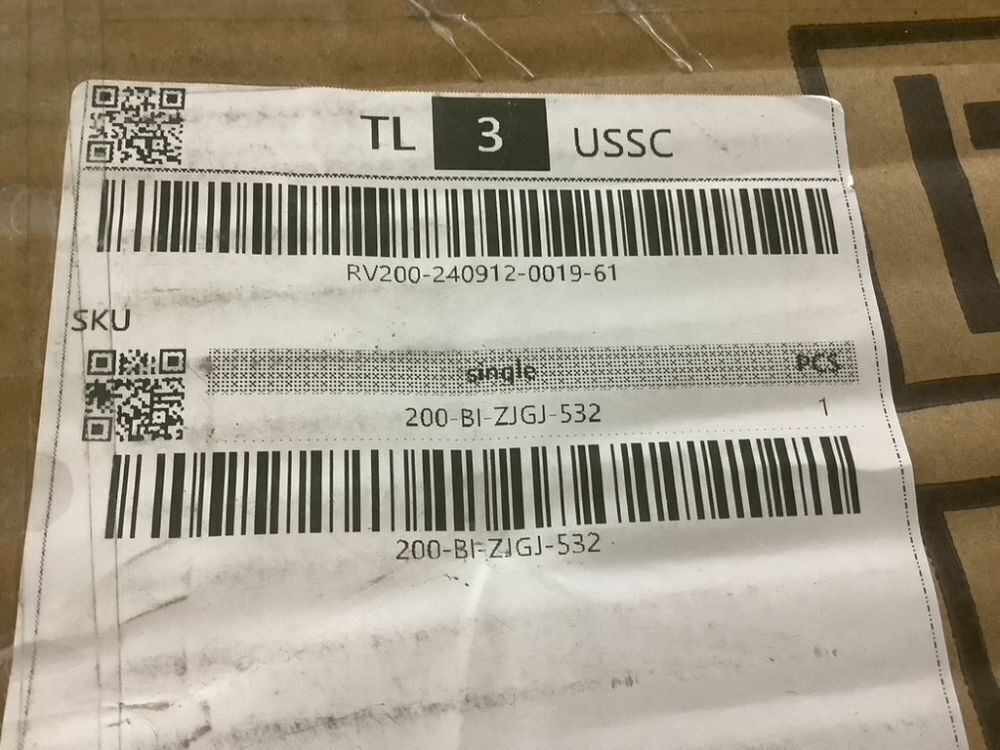 TL 3 USSC
RV200-240912-0019-61
SKU
single PCS
200-BI-ZJGJ-532 1
200-BI-ZJGJ-532